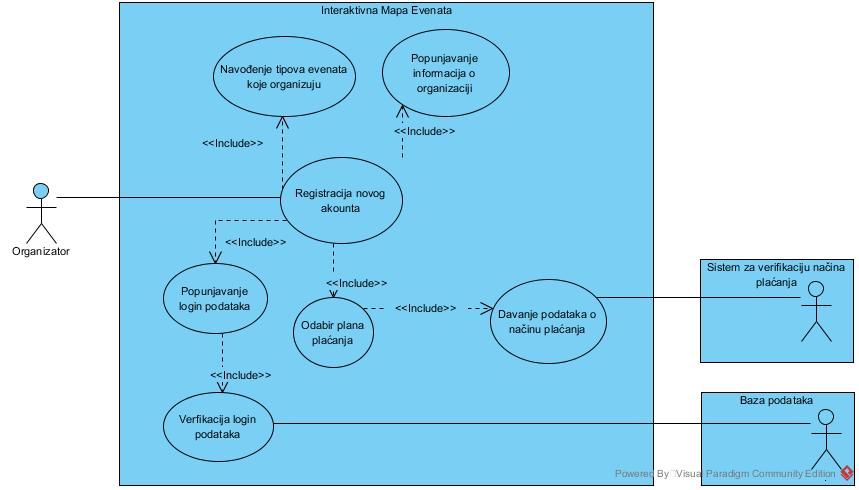 Interaktivna Mapa Evenata
Navođenje tipova evenata
koje organizuju
Popunjavanje
informacija o
organizaciji
<<Include>>
<<Include>>
Registracija novog
akounta
Organizator
<<Include>>
<<Include>>
Popunjavanje
login podataka
Odabir plana
plaćanja
<<Include>>
Davanje podataka o
načinu plaćanja
Sistem za verifikaciju načina
plaćanja
<<Include>>
Verfikacija login
podataka
Baza podataka
Powered By Visual Paradigm Community Edition